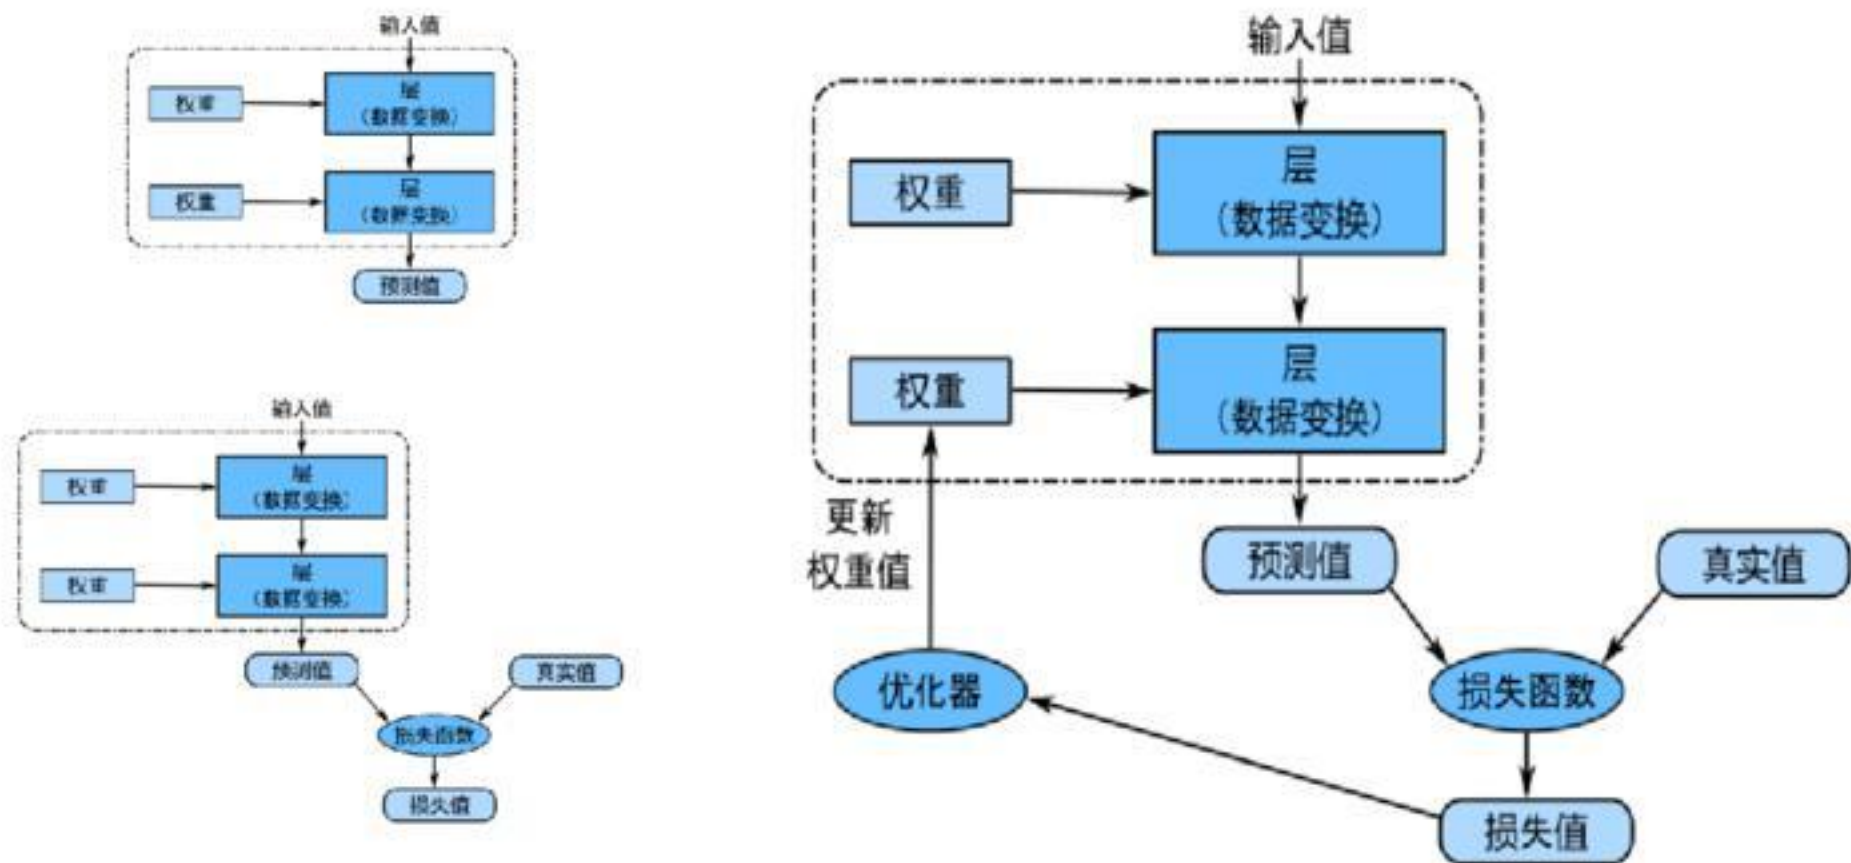 输入值
权重
层
(数据变换)
权重
层
(数据变换)
预测值
输入值
权重
层
(数据变换)
权重
层
(数据变换)
预测值
真实值
损失函数
损失值
输入值
权重
层
(数据变换)
权重
层
(数据变换)
更新
权重值
预测值
真实值
优化器
损失函数
损失值